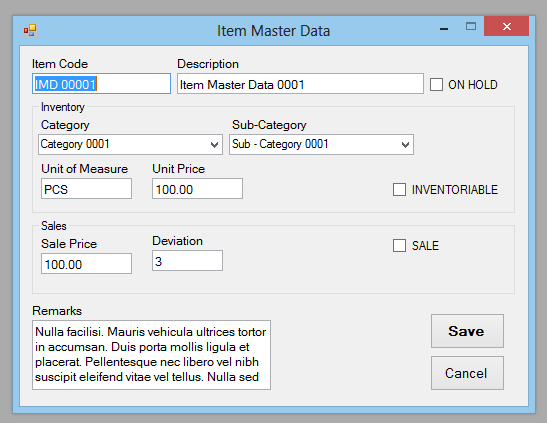 Item Master Data
Item Code
Description
IMD 00001
Item Master Data 0001
ON HOLD
Inventory
Category
Sub-Category
Category 0001
Sub - Category 0001
Unit of Measure
Unit Price
PCS
100.00
INVENTORIABLE
Sales
Sale Price
Deviation
SALE
100.00
3
Remarks
Nulla facilisi. Mauris vehicula ultrices tortor
in accumsan. Duis porta mollis ligula et
placerat. Pellentesque nec libero vel nibh
suscipit eleifend vitae vel tellus. Nulla sed
Save
Cancel